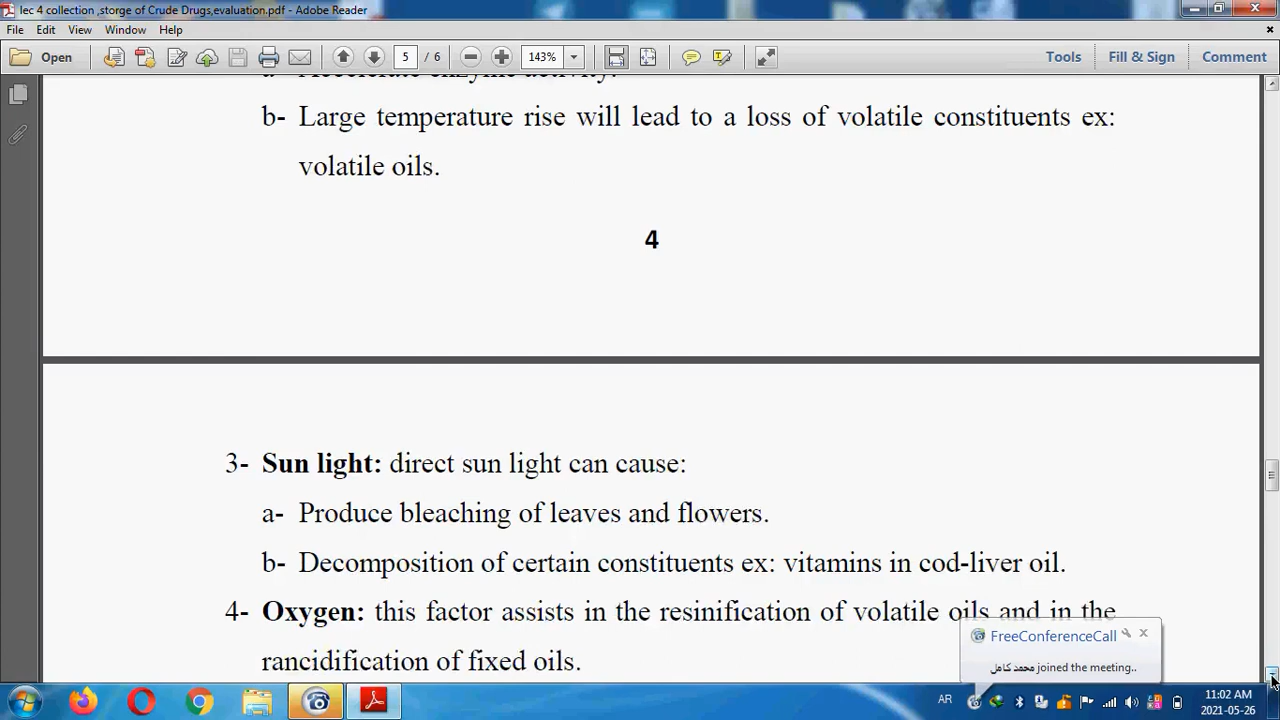 lec 4 collection ,storge of Crude Drugs,evaluation.pdf - Adobe Reader
File Edit View Window Help
Open 5 / 6 143% Tools Fill & Sign Comment
a- Accelerate enzyme activity.
b- Large temperature rise will lead to a loss of volatile constituents ex:
volatile oils.
4
3- Sun light: direct sun light can cause:
a- Produce bleaching of leaves and flowers.
b- Decomposition of certain constituents ex: vitamins in cod-liver oil.
4- Oxygen: this factor assists in the resinification of volatile oils and in the
rancidification of fixed oils.
FreeConferenceCall
محمد كامل joined the meeting..
AR
11:02 AM
2021-05-26